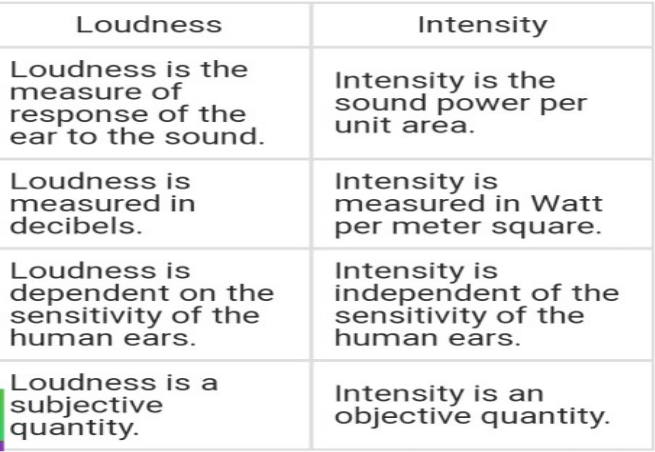 Loudness
Intensity
Loudness is the
measure of
response of the
ear to the sound.
Intensity is the
sound power per
unit area.
Loudness is
measured in
decibels.
Intensity is
measured in Watt
per meter square.
Loudness is
dependent on the
sensitivity of the
human ears.
Intensity is
independent of the
sensitivity of the
human ears.
Loudness is a
subjective
quantity.
Intensity is an
objective quantity.